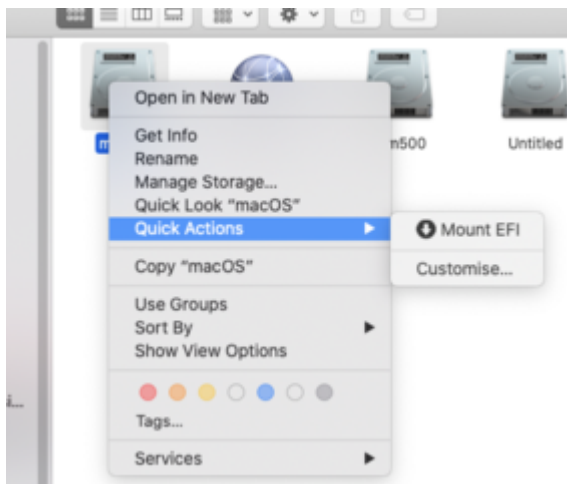 Open in New Tab
m500
Untitled
Get Info
Rename
Manage Storage...
Quick Look “macOS”
Quick Actions
Mount EFI
Copy “macOS”
Customise...
Use Groups
Sort By
Show View Options
Tags...
Services